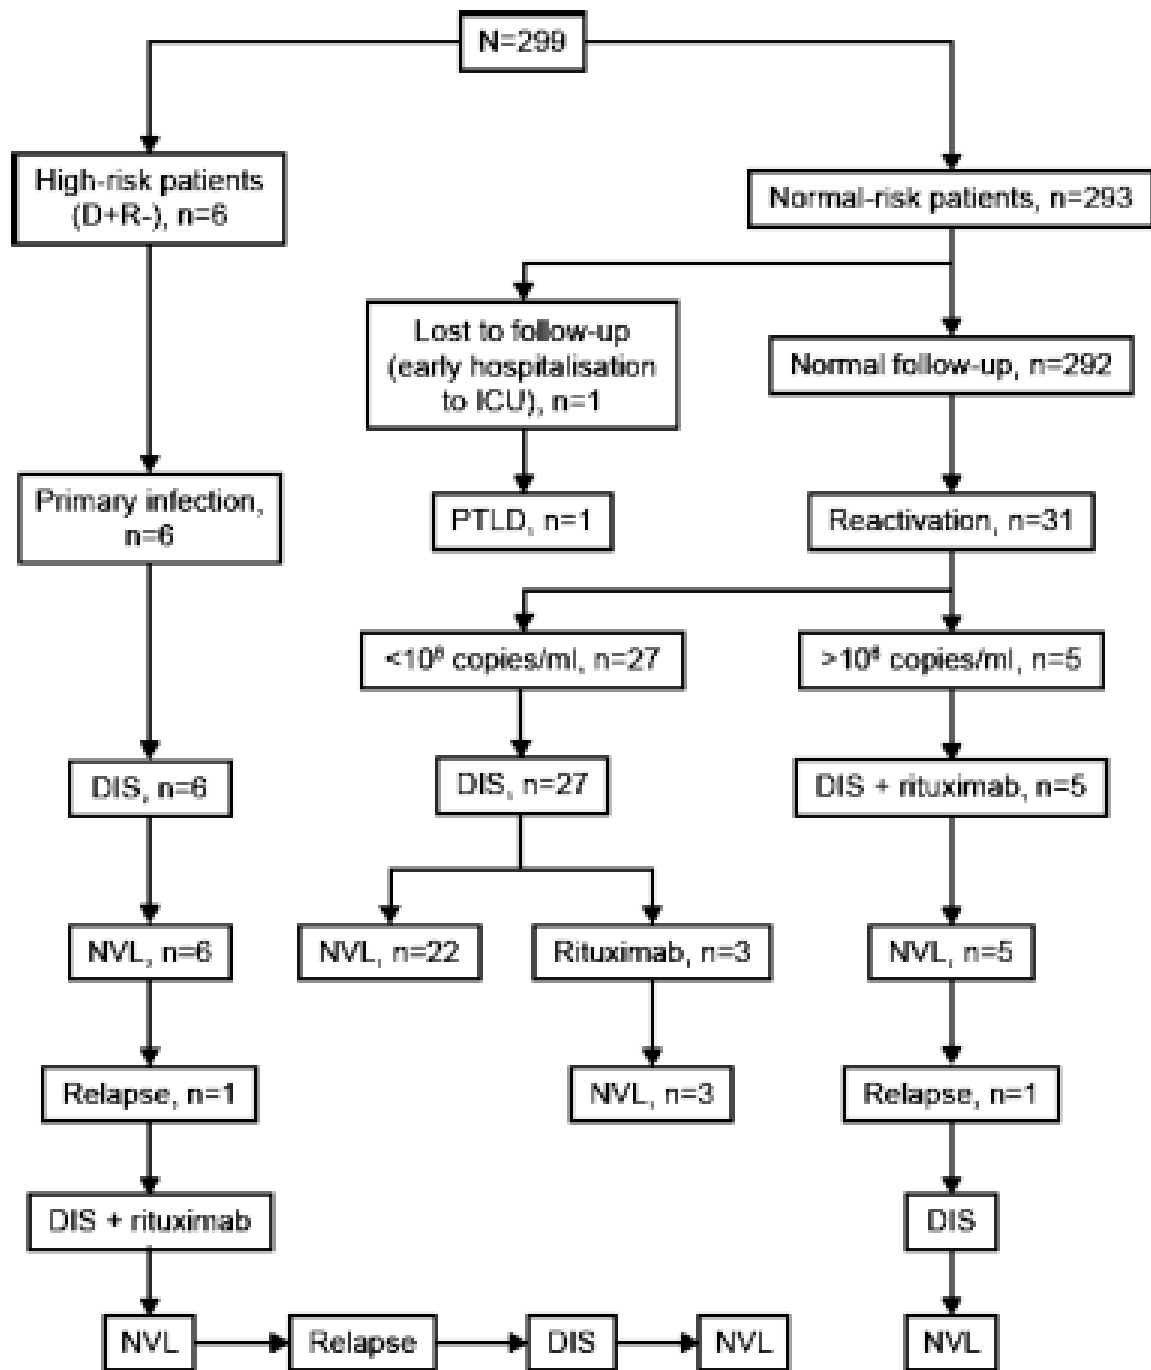 N=299
High-risk patients
(D+R-), n=6
Normal-risk patients, n=293
Lost to follow-up
(early hospitalisation
to ICU), n=1
Normal follow-up, n=292
Primary infection,
n=6
PTLD, n=1
Reactivation, n=31
copies/ml, n=27
copies/ml, n=5
DIS, n=6
DIS, n=27
DIS + rituximab, n=5
NVL, n=6
NVL, n=22
Rituximab, n=3
NVL, n=5
Relapse, n=1
NVL, n=3
Relapse, n=1
DIS + rituximab
DIS
NVL
Relapse
DIS
NVL
NVL